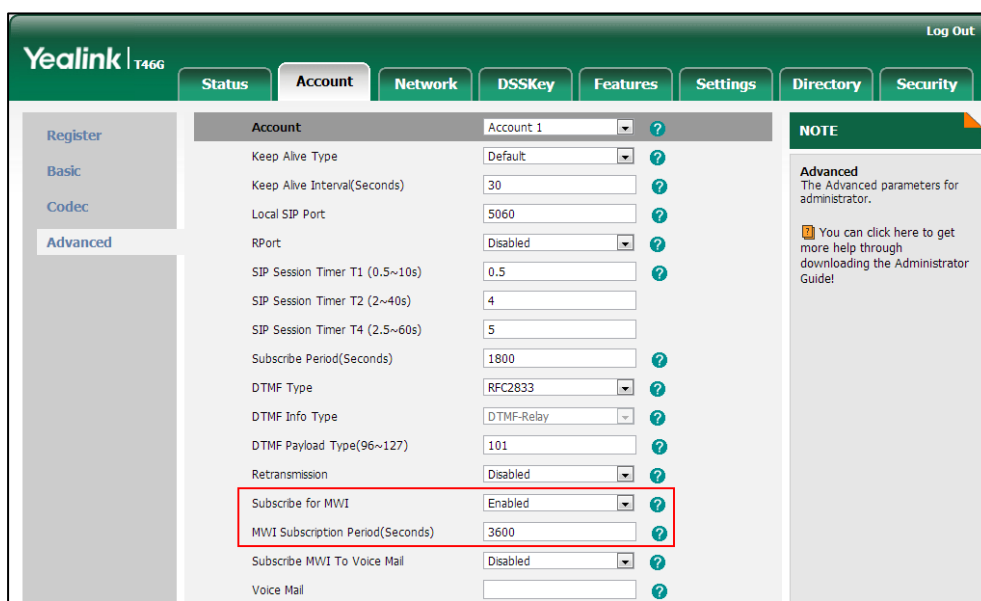 Log Out
Yealink | T46G
Status Account Network DSSKey Features Settings Directory Security
Register
Basic
Codec
Advanced
Account Account 1 ?
Keep Alive Type Default ?
Keep Alive Interval(Seconds) 30 ?
Local SIP Port 5060 ?
RPort Disabled ?
SIP Session Timer T1 (0.5~10s) 0.5 ?
SIP Session Timer T2 (2~40s) 4
SIP Session Timer T4 (2.5~60s) 5
Subscribe Period(Seconds) 1800 ?
DTMF Type RFC2833 ?
DTMF Info Type DTMF-Relay ?
DTMF Payload Type(96~127) 101 ?
Retransmission Disabled ?
Subscribe for MWI Enabled ?
MWI Subscription Period(Seconds) 3600 ?
Subscribe MWI To Voice Mail Disabled ?
Voice Mail ?
NOTE
Advanced
The Advanced parameters for
administrator.
? You can click here to get
more help through
downloading the Administrator
Guide!